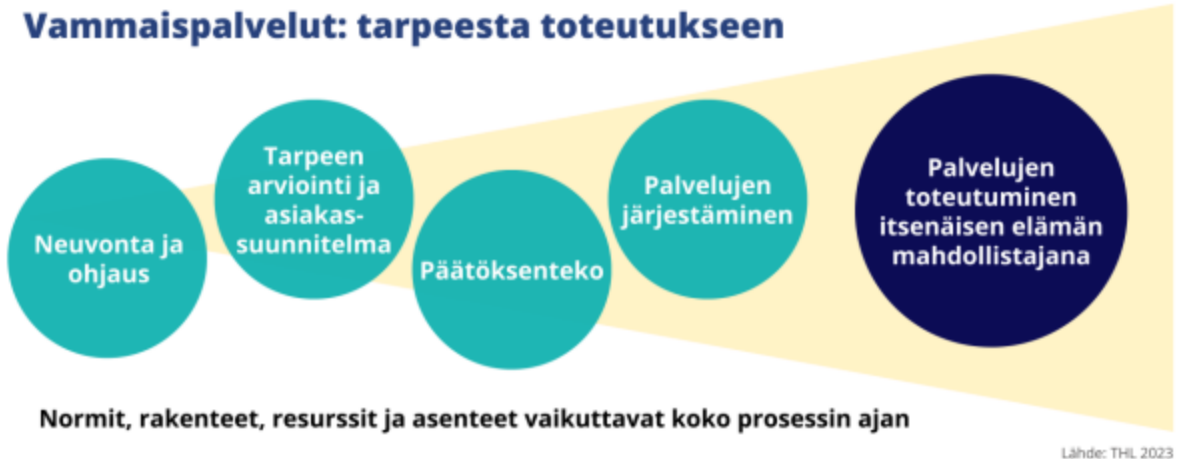 Vammaispalvelut: tarpeesta toteutukseen
Neuvonta ja
ohjaus
Tarpeen
arviointi ja
asiakas-
suunnitelma
Päätöksenteko
Palvelujen
järjestäminen
Palvelujen
toteutuminen
itsenäisen elämän
mahdollistajana
Normit, rakenteet, resurssit ja asenteet vaikuttavat koko prosessin ajan
Lähde: THL 2023